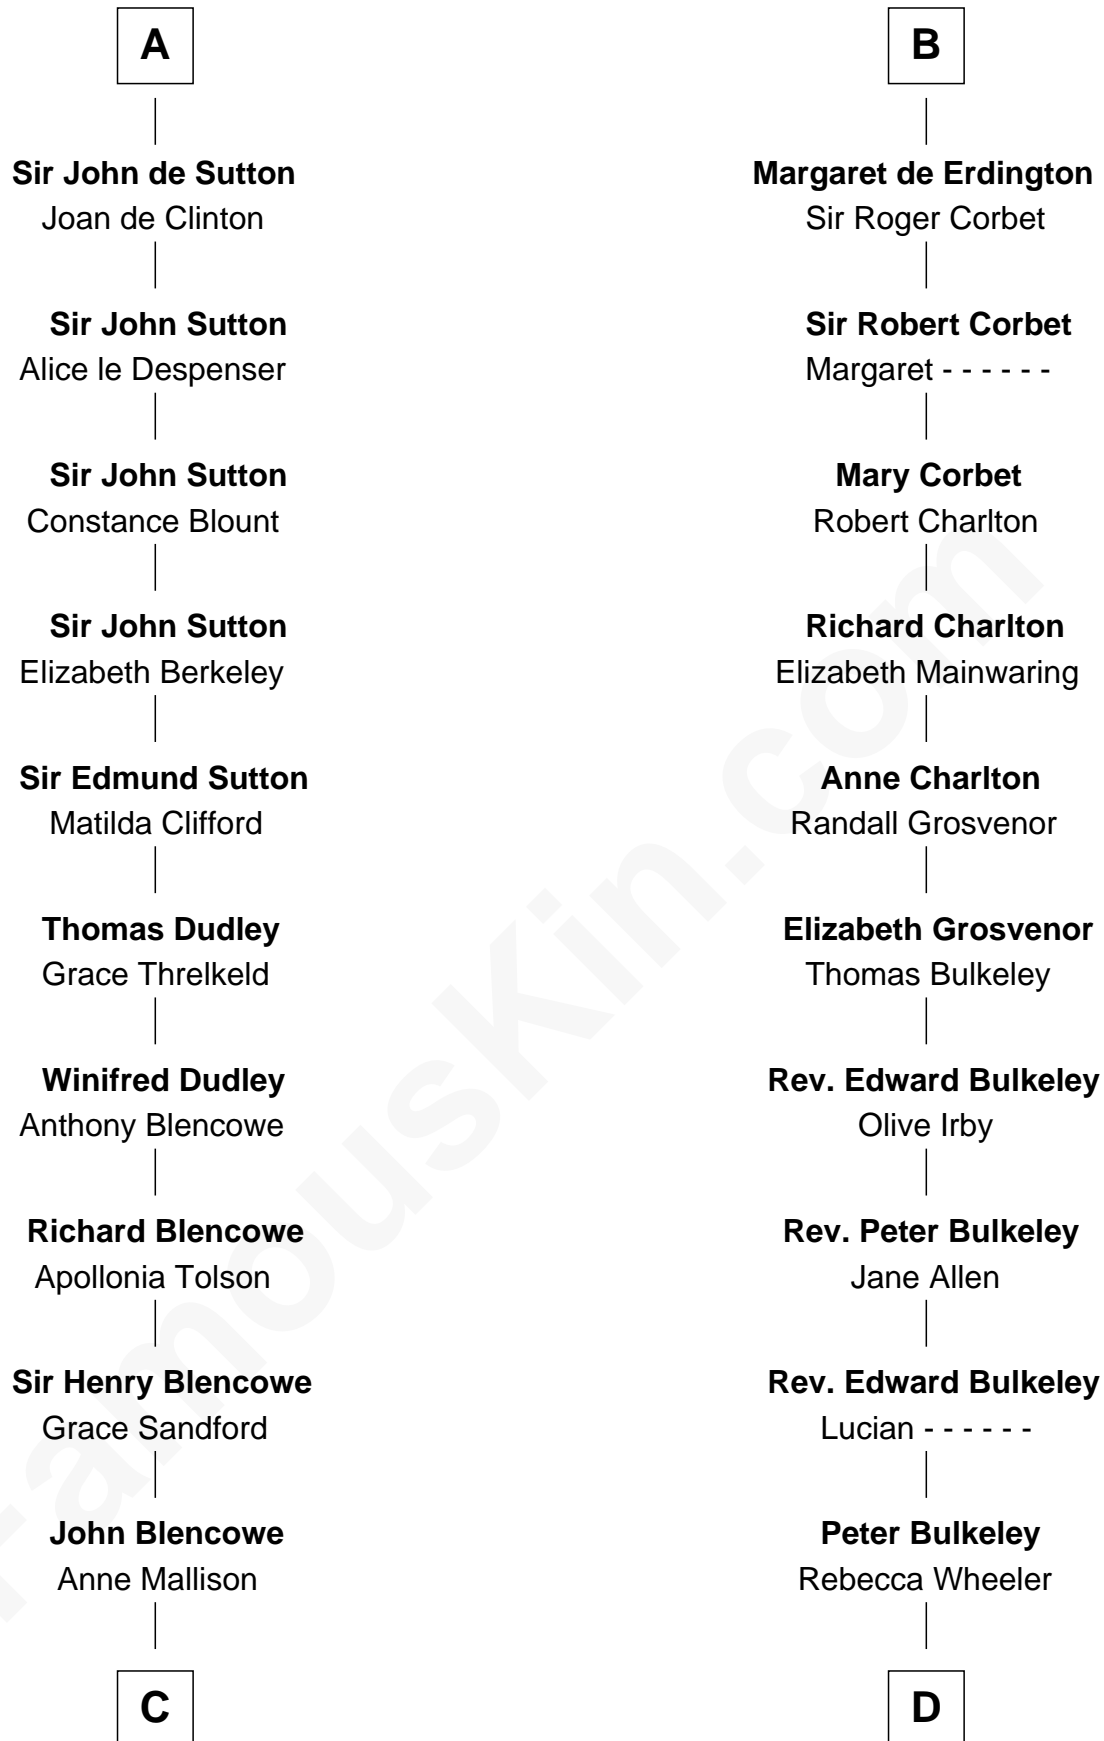 A
Sir John de Sutton
Joan de Clinton
Sir John Sutton
Alice le Despenser
Sir John Sutton
Constance Blount
Sir John Sutton
Elizabeth Berkeley
Sir Edmund Sutton
Matilda Clifford
Thomas Dudley
Grace Threlkeld
Winifred Dudley
Anthony Blencowe
Richard Blencowe
Apollonia Tolson
Sir Henry Blencowe
Grace Sandford
John Blencowe
Anne Mallison
C
B
Margaret de Erdington
Sir Roger Corbet
Sir Robert Corbet
Margaret - - - - - -
Mary Corbet
Robert Charlton
Richard Charlton
Elizabeth Mainwaring
Anne Charlton
Randall Grosvenor
Elizabeth Grosvenor
Thomas Bulkeley
Rev. Edward Bulkeley
Olive Irby
Rev. Peter Bulkeley
Jane Allen
Rev. Edward Bulkeley
Lucian - - - - - -
Peter Bulkeley
Rebecca Wheeler
D
FamousKin.com